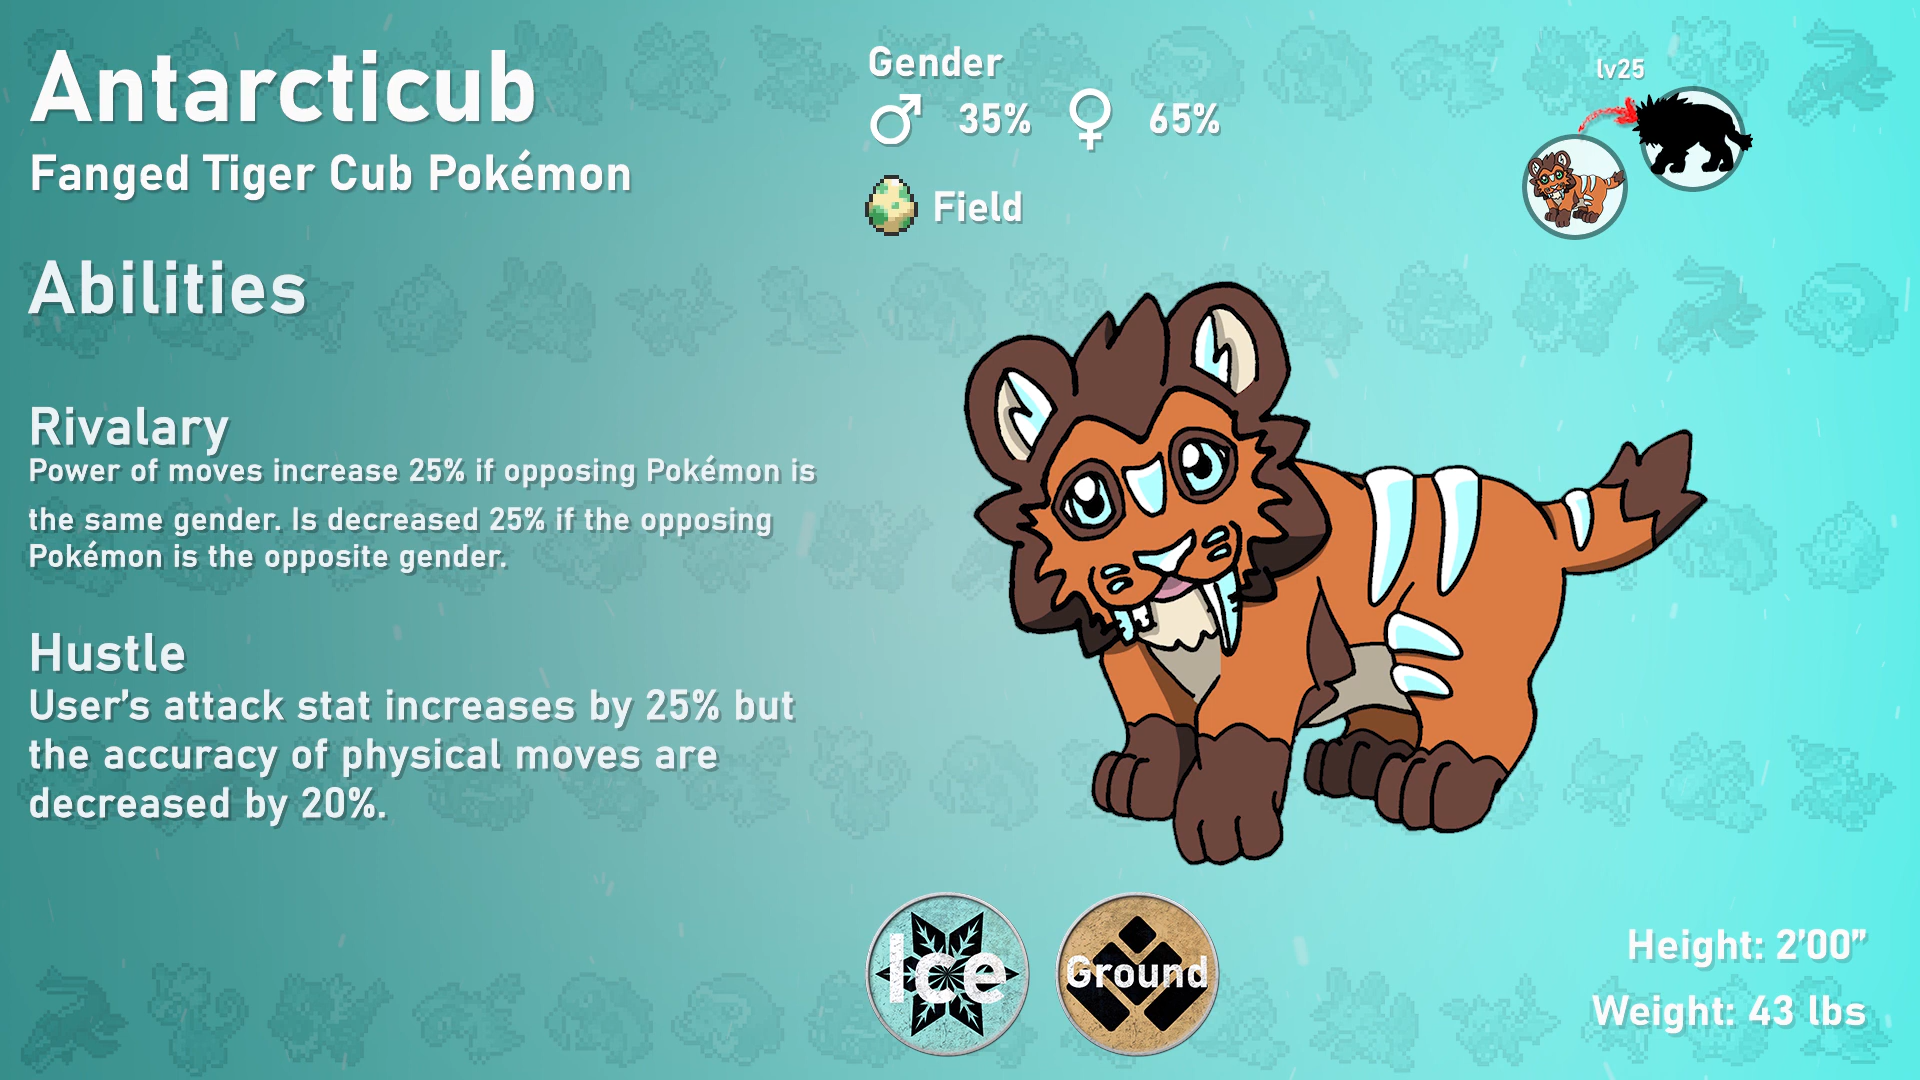 Antarcticub
Fanged Tiger Cub Pokémon
Gender
♂ 35% ♀ 65%
Field
lv25
Abilities
Rivalary
Power of moves increase 25% if opposing Pokémon is
the same gender. Is decreased 25% if the opposing
Pokémon is the opposite gender.
Hustle
User's attack stat increases by 25% but
the accuracy of physical moves are
decreased by 20%.
Ice
Ground
Height: 2'00"
Weight: 43 lbs